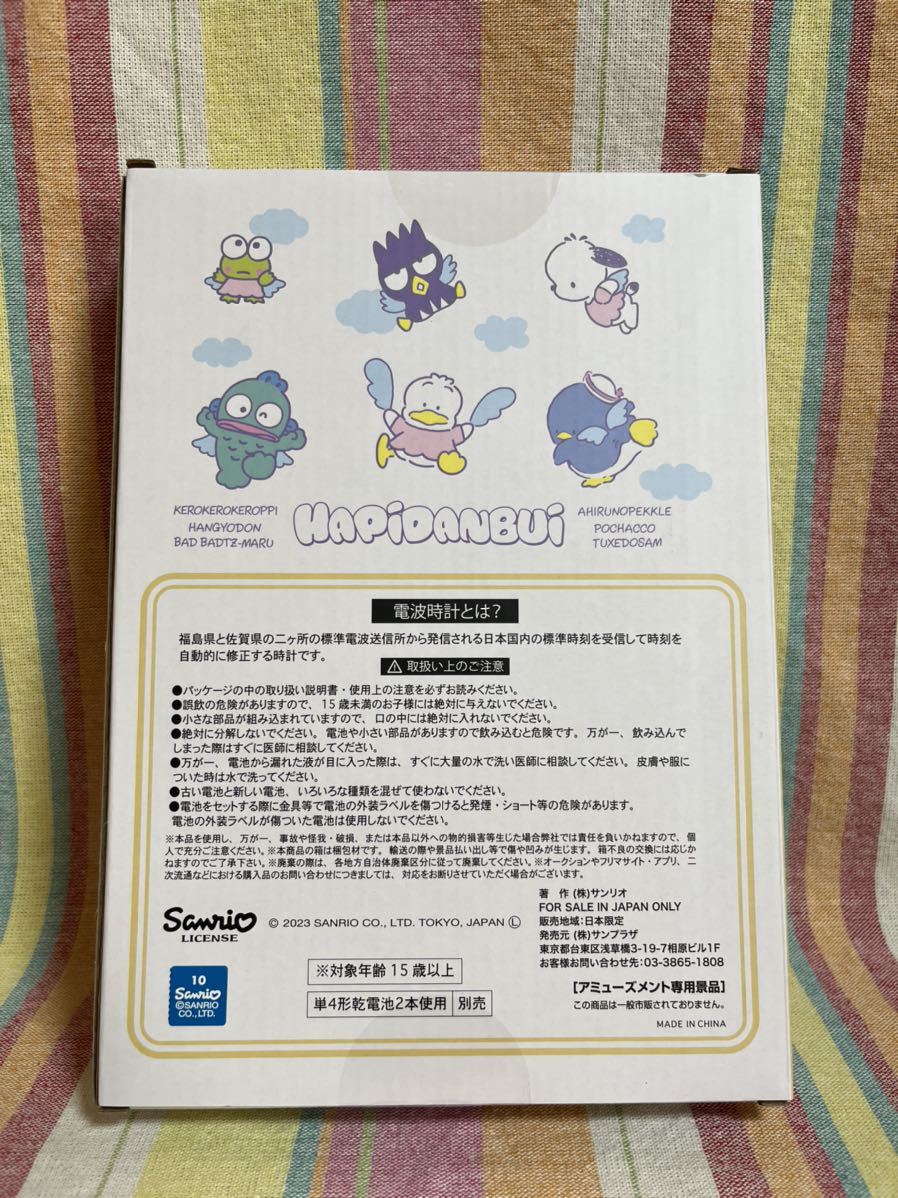 KEROKEROKEROPPI
HANGYODON
BAD BADTZ-MARU
HAPiDANBUi
AHIRUNOPEKKLE
POCHACCO
TUXEDOSAM
電波時計とは?
福島県と佐賀県の二ヶ所の標準電波送信所から発信される日本国内の標準時刻を受信して時刻を
自動的に修正する時計です。
取扱い上のご注意
●パッケージの中の取り扱い説明書・使用上の注意を必ずお読みください。
●誤飲の危険がありますので、15歳未満のお子様には絶対に与えないでください。
●小さな部品が組み込まれていますので、口の中には絶対に入れないでください。
●絶対に分解しないでください。電池や小さい部品がありますので飲み込むと危険です。万が一、飲み込んで
しまった際はすぐに医師に相談してください。
●万が一、電池から漏れた液が目に入った際は、すぐに大量の水で洗い医師に相談してください。皮膚や服に
ついた時は水で洗ってください。
●古い電池と新しい電池、いろいろな種類を混ぜて使わないでください。
●電池をセットする際に金具等で電池の外装ラベルを傷つけると発煙・ショート等の危険があります。
電池の外装ラベルが傷ついた電池は使用しないでください。
※本品を使用し、万が一、事故や怪我・破損、または本品以外への物的損害等生じた場合弊社では責任を負いかねますので、個
人で充分ご注意ください。※本商品の箱は梱包材です。輸送の際や景品払い出し等で傷や凹みが生じます。箱不良の交換には応じか
ねますのでご了承下さい。※廃棄の際は、各地方自治体廃棄区分に従って廃棄してください。※オークションやフリマサイト・アプリ、二
次流通などにおける購入品のお問い合わせにつきましては、対応をお断りさせていただく場合がございます。
Sanrio
LICENSE
© 2023 SANRIO CO., LTD. TOKYO, JAPAN Ⓛ
著 作 (株)サンリオ
FOR SALE IN JAPAN ONLY
販売地域:日本限定
発売元 (株)サンプラザ
東京都台東区浅草橋3-19-7相原ビル1F
お客様お問い合わせ先:03-3865-1808
10
Sanrio
©SANRIO
CO., LTD.
※対象年齢15歳以上
単4形乾電池2本使用 別売
【アミューズメント専用景品】
この商品は一般市販されておりません。
MADE IN CHINA